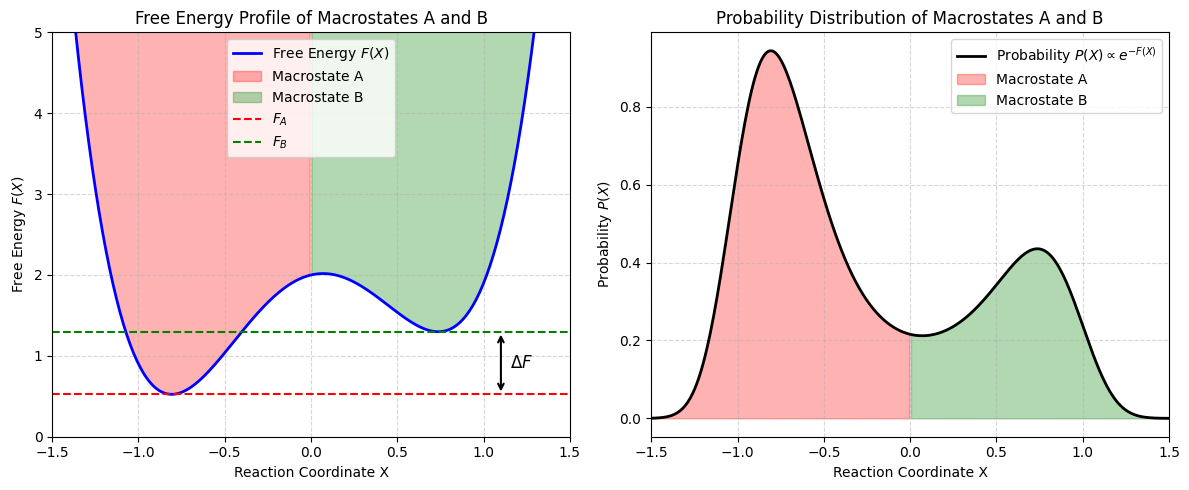 Free Energy Profile of Macrostates A and B
5
4
3
2
1
0
Free Energy F(X)
Free Energy F(X)
Macrostate A
Macrostate B
F_A
F_B
ΔF
−1.5 −1.0 −0.5 0.0 0.5 1.0 1.5
Reaction Coordinate X
Probability Distribution of Macrostates A and B
0.8
0.6
0.4
0.2
0.0
Probability P(X)
Probability P(X) ∝ e^{−F(X)}
Macrostate A
Macrostate B
−1.5 −1.0 −0.5 0.0 0.5 1.0 1.5
Reaction Coordinate X